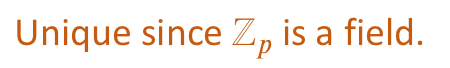 Unique since ℤₚ is a field.